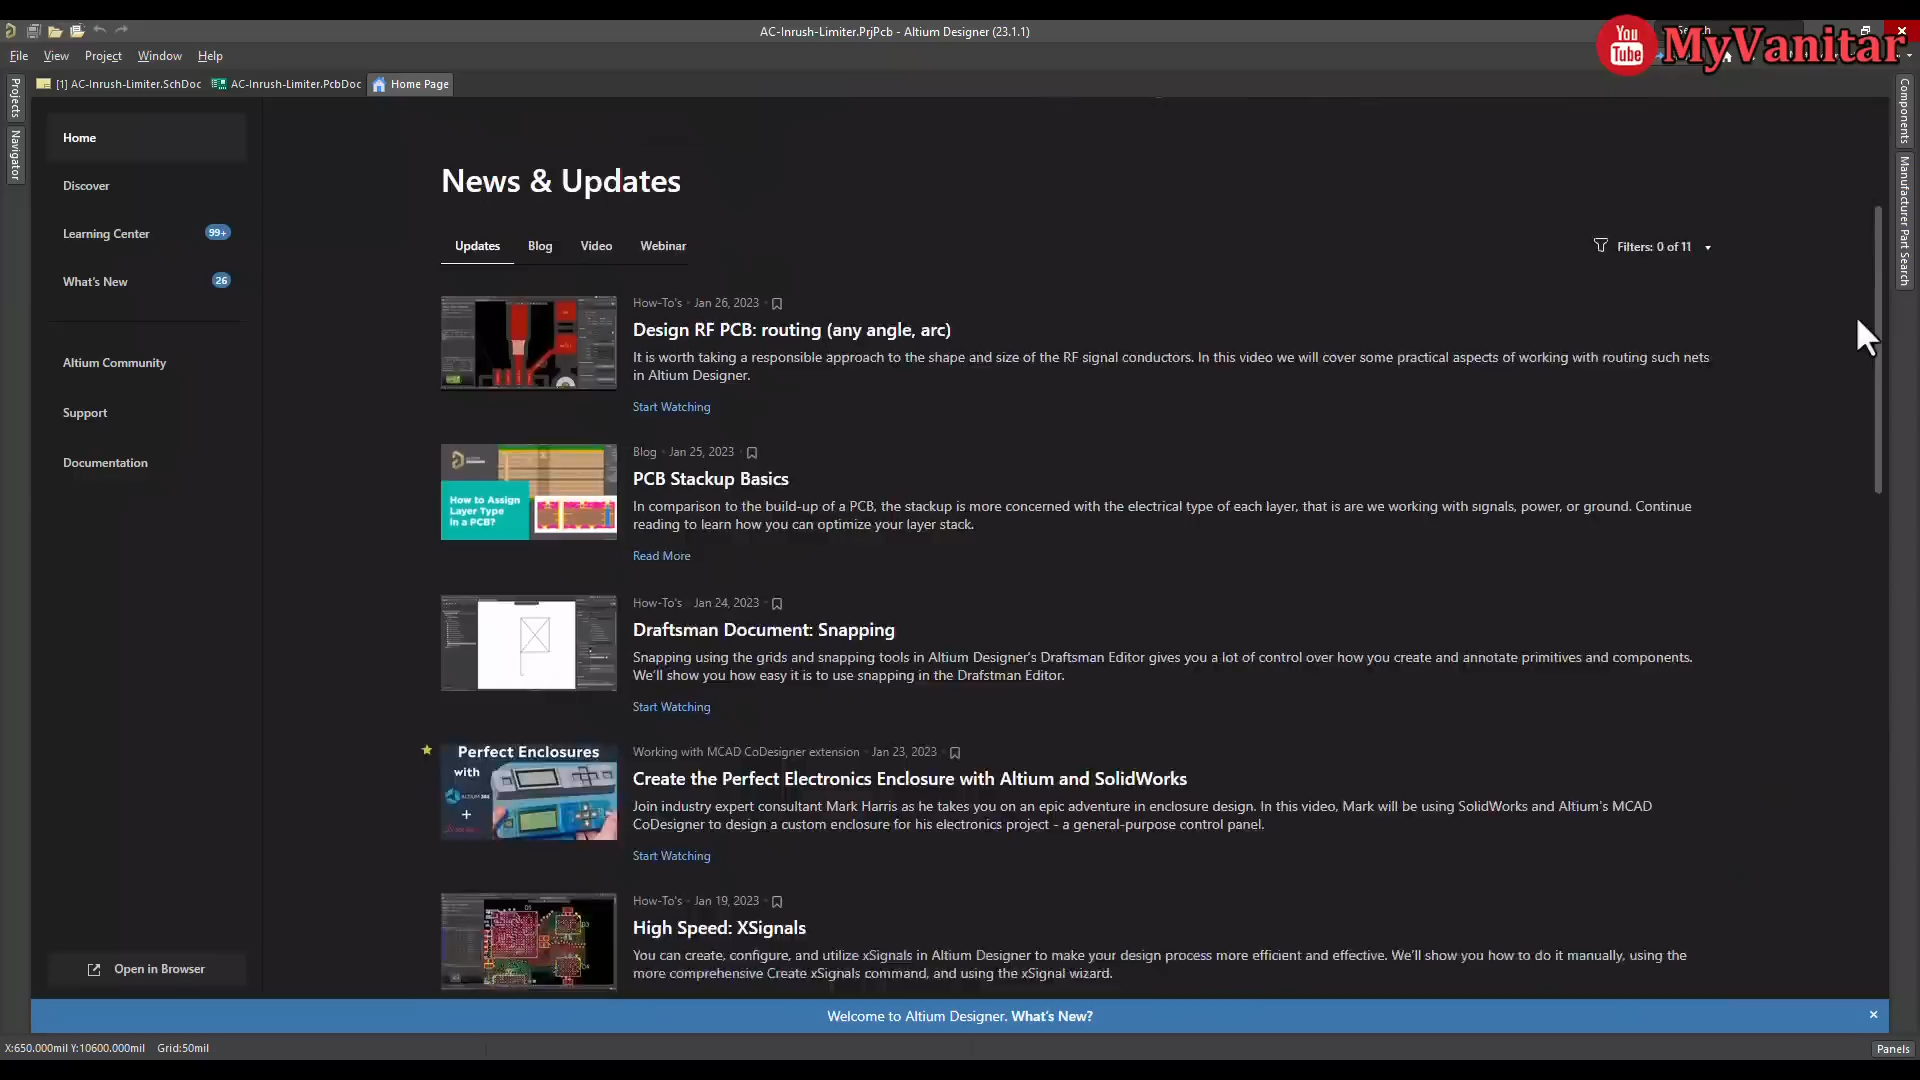 AC-Inrush-Limiter.PrjPcb - Altium Designer (23.1.1)
You
Tube
MyVanitar
File
View
Project
Window
Help
[1] AC-Inrush-Limiter.SchDoc
AC-Inrush-Limiter.PcbDoc
Home Page
Projects
Navigator
Components
Manufacturer Part Search
Home
Discover
Learning Center
99+
What's New
26
Altium Community
Support
Documentation
Open in Browser
News & Updates
Updates
Blog
Video
Webinar
Filters: 0 of 11
How-To's • Jan 26, 2023 •
Design RF PCB: routing (any angle, arc)
It is worth taking a responsible approach to the shape and size of the RF signal conductors. In this video we will cover some practical aspects of working with routing such nets
in Altium Designer.
Start Watching
How to Assign
Layer Type
in a PCB?
Blog • Jan 25, 2023 •
PCB Stackup Basics
In comparison to the build-up of a PCB, the stackup is more concerned with the electrical type of each layer, that is are we working with signals, power, or ground. Continue
reading to learn how you can optimize your layer stack.
Read More
How-To's • Jan 24, 2023 •
Draftsman Document: Snapping
Snapping using the grids and snapping tools in Altium Designer's Draftsman Editor gives you a lot of control over how you create and annotate primitives and components.
We'll show you how easy it is to use snapping in the Drafstman Editor.
Start Watching
Perfect Enclosures
with
+
Working with MCAD CoDesigner extension • Jan 23, 2023 •
Create the Perfect Electronics Enclosure with Altium and SolidWorks
Join industry expert consultant Mark Harris as he takes you on an epic adventure in enclosure design. In this video, Mark will be using SolidWorks and Altium's MCAD
CoDesigner to design a custom enclosure for his electronics project - a general-purpose control panel.
Start Watching
How-To's • Jan 19, 2023 •
High Speed: XSignals
You can create, configure, and utilize xSignals in Altium Designer to make your design process more efficient and effective. We'll show you how to do it manually, using the
more comprehensive Create xSignals command, and using the xSignal wizard.
Welcome to Altium Designer. What's New?
X:650.000mil Y:10600.000mil Grid:50mil
Panels